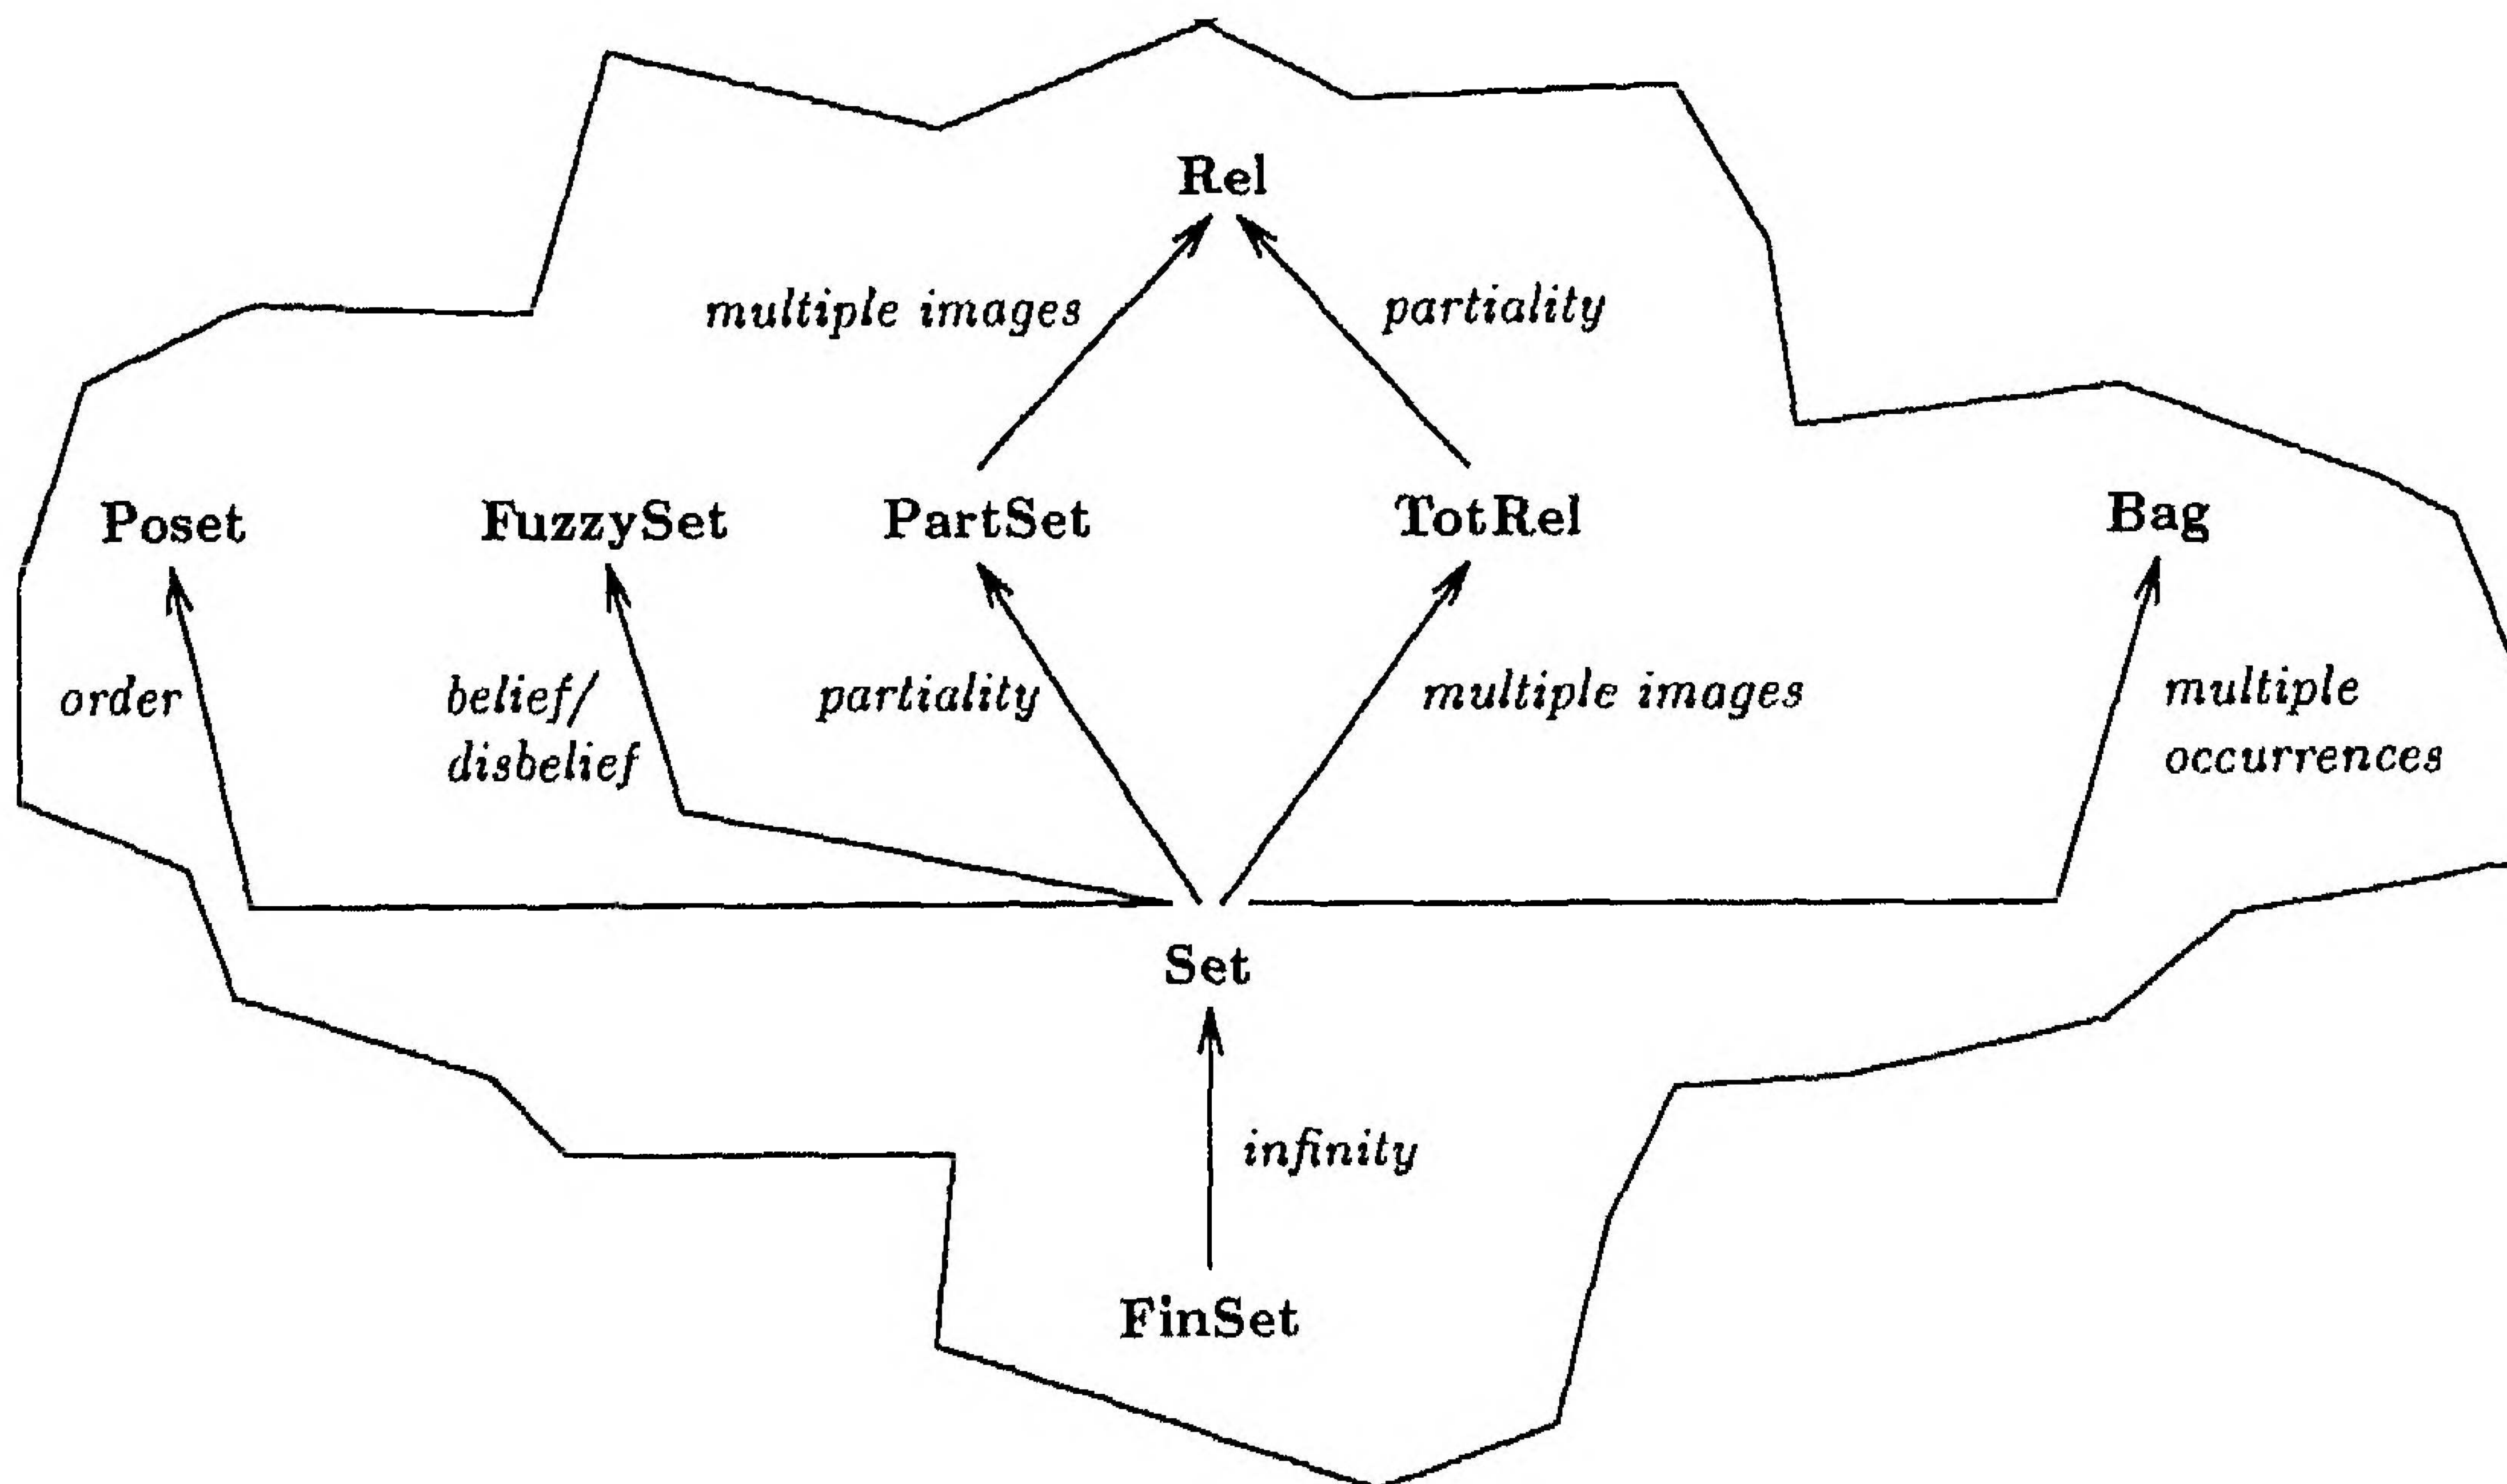 Rel
multiple images
partiality
Poset
FuzzySet
PartSet
TotRel
Bag
order
belief/
disbelief
partiality
multiple images
multiple
occurrences
Set
infinity
FinSet